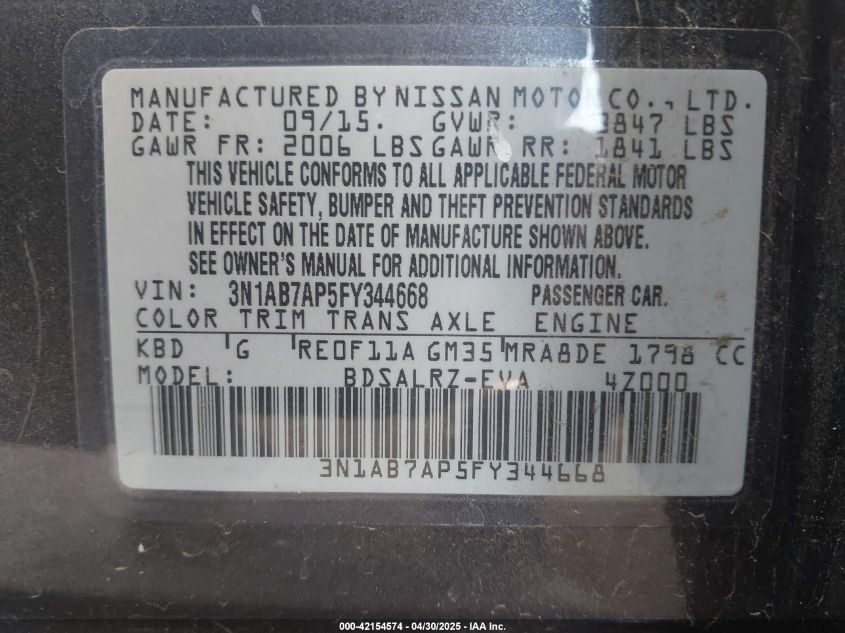 MANUFACTURED BY NISSAN MOTOR CO., LTD.
DATE: 09/15. GVWR: 3847 LBS
GAWR FR: 2006 LBS GAWR RR: 1841 LBS
THIS VEHICLE CONFORMS TO ALL APPLICABLE FEDERAL MOTOR
VEHICLE SAFETY, BUMPER AND THEFT PREVENTION STANDARDS
IN EFFECT ON THE DATE OF MANUFACTURE SHOWN ABOVE.
SEE OWNER'S MANUAL FOR ADDITIONAL INFORMATION.
VIN: 3N1AB7AP5FY344668 PASSENGER CAR.
COLOR TRIM TRANS AXLE ENGINE
KBD G RE0F11A GM35 MRA8DE 1798 CC
MODEL: BDSALRZ-EVA 4Z000
3N1AB7AP5FY344668
000-42154574 - 04/30/2025 - IAA Inc.